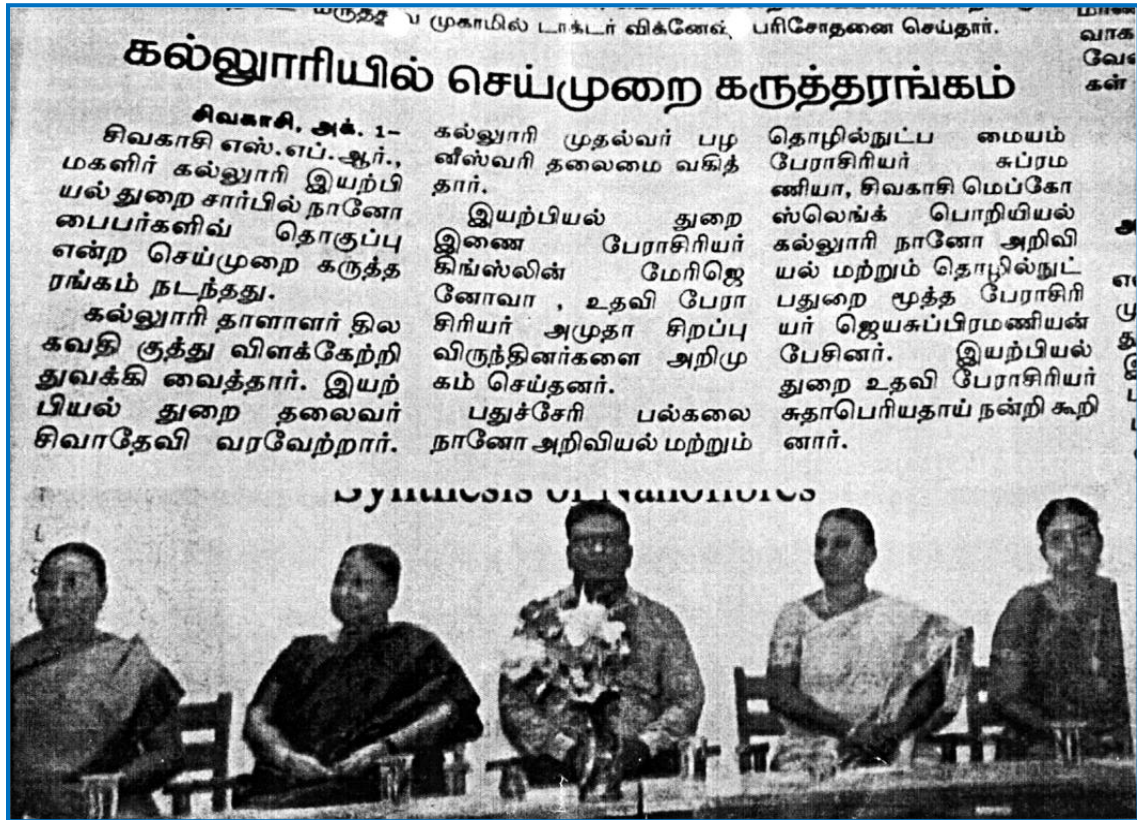 முகாமில் டாக்டர் விக்னேஷ் பரிசோதனை செய்தார்.
கல்லுாரியில் செய்முறை கருத்தரங்கம்
சிவகாசி, அக். 1-
சிவகாசி எஸ்.எப்.ஆர்.,
மகளிர் கல்லுாரி இயற்பி
யல் துறை சார்பில் நானோ
பைபர்களிவ் தொகுப்பு
என்ற செய்முறை கருத்த
ரங்கம் நடந்தது.
கல்லுாரி தாளாளர் தில
கவதி குத்து விளக்கேற்றி
துவக்கி வைத்தார். இயற்
பியல் துறை தலைவர்
சிவாதேவி வரவேற்றார்.
கல்லுாரி முதல்வர் பழ
னீஸ்வரி தலைமை வகித்
தார்.
இயற்பியல் துறை
இணை பேராசிரியர்
கிங்ஸ்லின் மேரிஜெ
னோவா , உதவி பேரா
சிரியர் அமுதா சிறப்பு
விருந்தினர்களை அறிமு
கம் செய்தனர்.
பதுச்சேரி பல்கலை
நானோ அறிவியல் மற்றும்
தொழில்நுட்ப மையம்
பேராசிரியர் சுப்ரம
ணியா, சிவகாசி மெப்கோ
ஸ்லெங்க் பொறியியல்
கல்லுாரி நானோ அறிவி
யல் மற்றும் தொழில்நுட்
பதுறை மூத்த பேராசிரி
யர் ஜெயசுப்பிரமணியன்
பேசினர். இயற்பியல்
துறை உதவி பேராசிரியர்
சுதாபெரியதாய் நன்றி கூறி
னார்.
வாக
கள்
Synthesis of Nanofibres